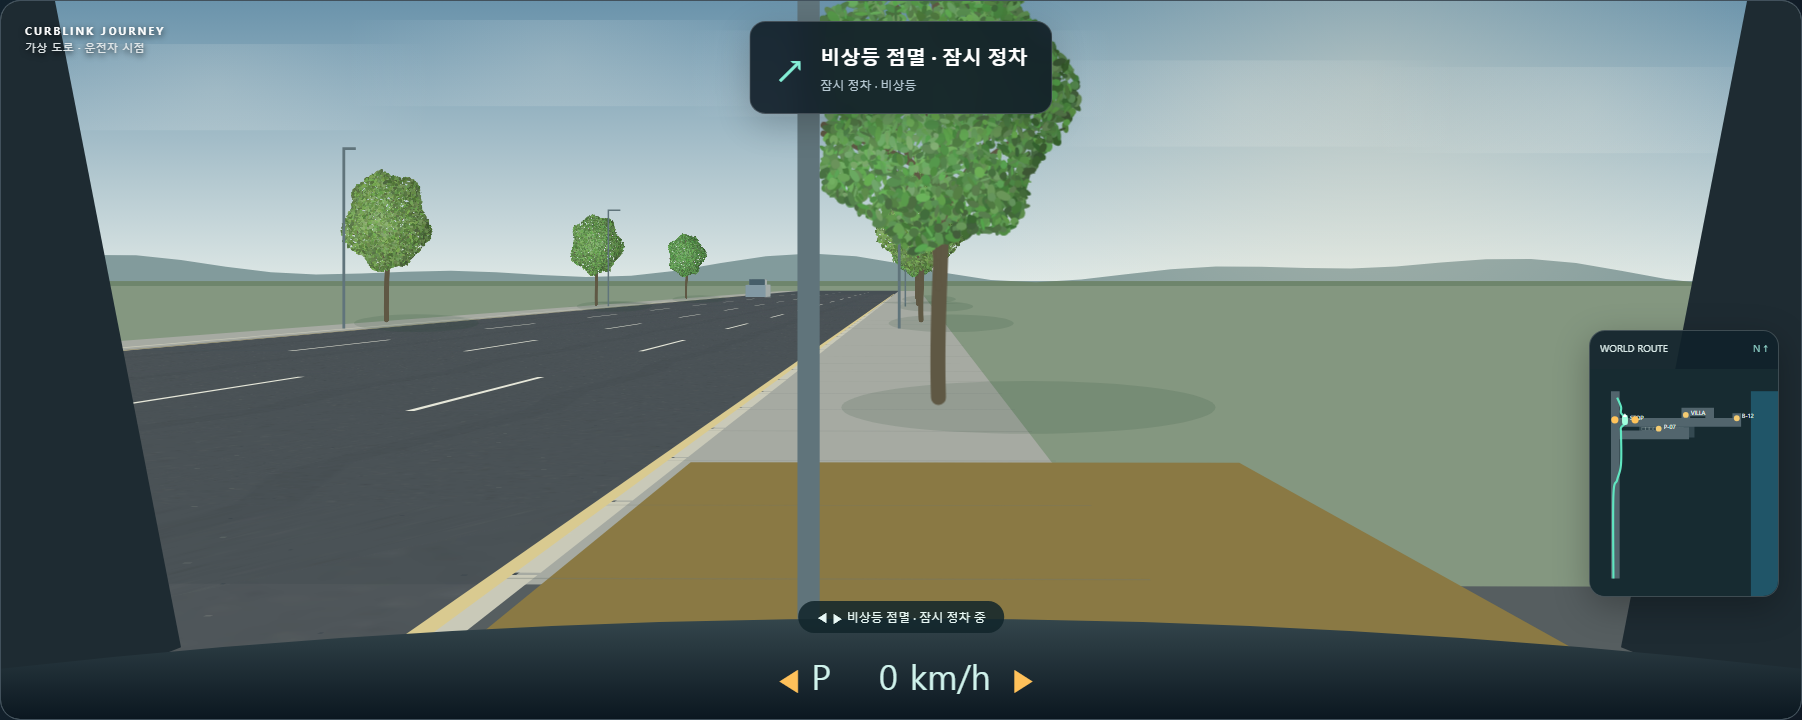 CURBLINK JOURNEY
가상 도로 · 운전자 시점
↗ 비상등 점멸 · 잠시 정차
잠시 정차 · 비상등
WORLD ROUTE N ↑
VILLA
B-12
P-07
◀ ▶ 비상등 점멸 · 잠시 정차 중
◀ P 0 km/h ▶